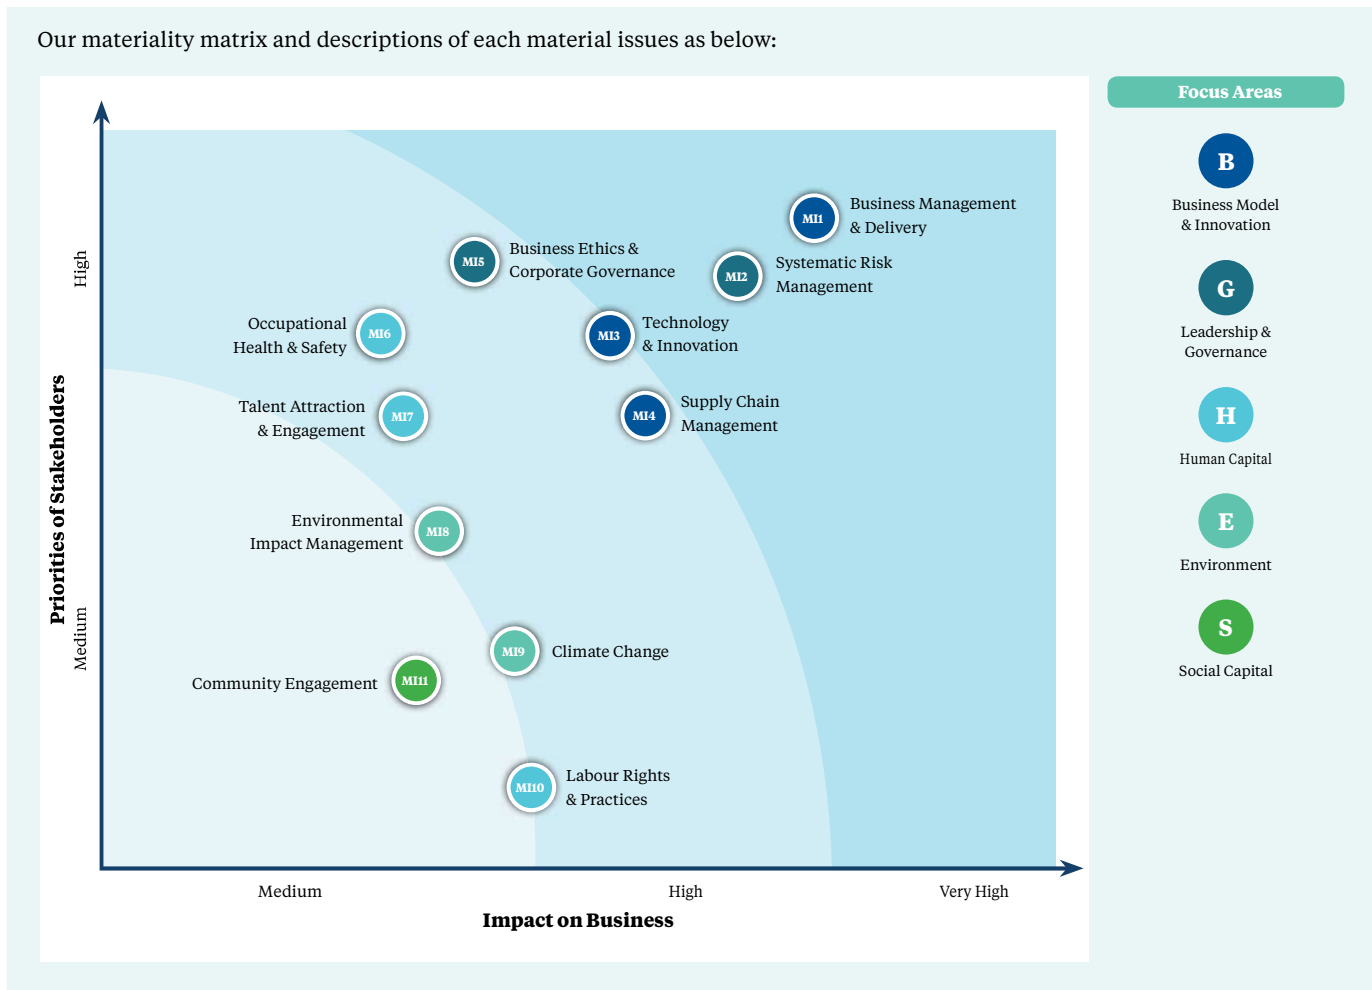 Our materiality matrix and descriptions of each material issues as below:
Priorities of Stakeholders
High
Medium
MI1
Business Management
& Delivery
MI5
Business Ethics &
Corporate Governance
MI2
Systematic Risk
Management
Occupational
Health & Safety
MI6
MI3
Technology
& Innovation
Talent Attraction
& Engagement
MI7
MI4
Supply Chain
Management
Environmental
Impact Management
MI8
MI9
Climate Change
Community Engagement
MI11
MI10
Labour Rights
& Practices
Medium
High
Very High
Impact on Business
Focus Areas
B
Business Model
& Innovation
G
Leadership &
Governance
H
Human Capital
E
Environment
S
Social Capital